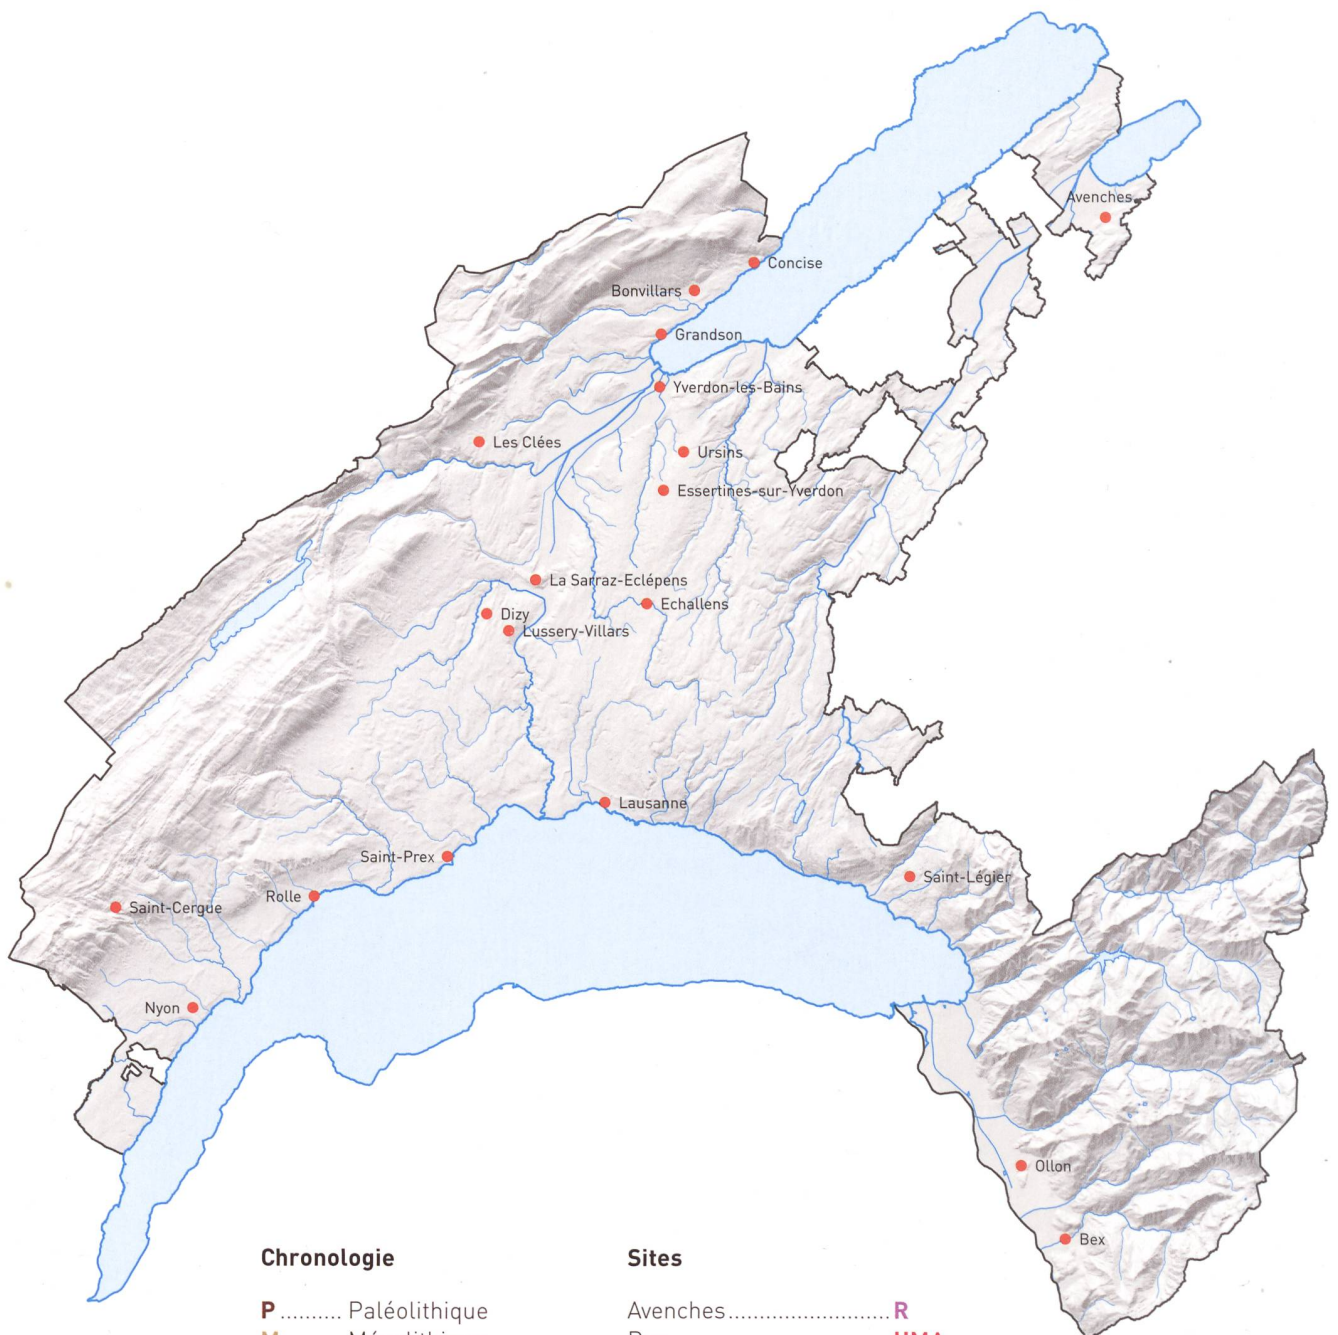 Avenches
Concise
Bonvillars
Grandson
Yverdon-les-Bains
Les Clées
Ursins
Essertines-sur-Yverdon
La Sarraz-Eclépens
Echallens
Dizy
Lussery-Villars
Lausanne
Saint-Prex
Saint-Légier
Rolle
Saint-Cergue
Nyon
Ollon
Bex
Chronologie
P .......... Paléolithique
Sites
Avenches .......................... R